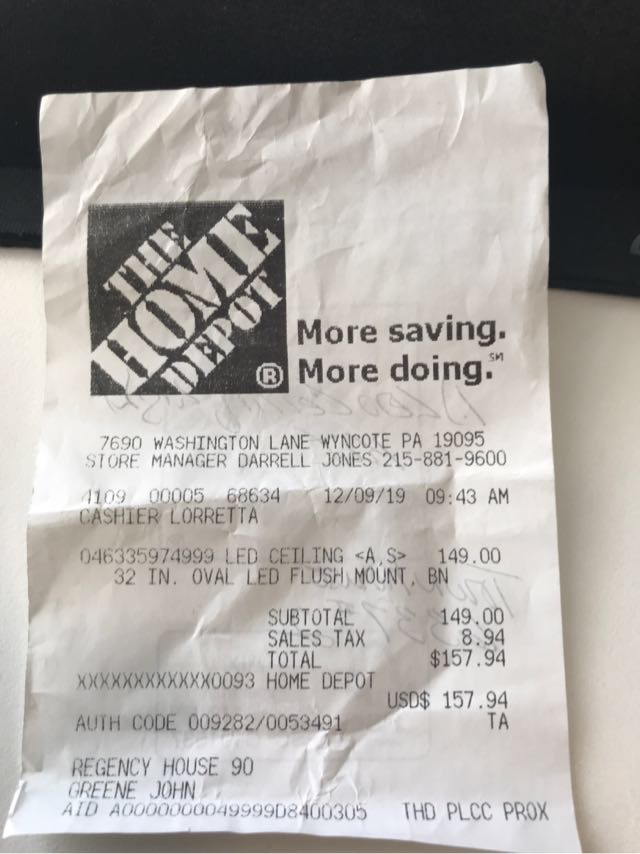 THE
HOME
DEPOT
®
More saving.
More doing.℠
7690 WASHINGTON LANE WYNCOTE PA 19095
STORE MANAGER DARRELL JONES 215-881-9600
4109 00005 68634 12/09/19 09:43 AM
CASHIER LORRETTA
046335974999 LED CEILING <A,S> 149.00
32 IN. OVAL LED FLUSH MOUNT, BN
SUBTOTAL 149.00
SALES TAX 8.94
TOTAL $157.94
XXXXXXXXXXXX0093 HOME DEPOT
USD$ 157.94
AUTH CODE 009282/0053491 TA
REGENCY HOUSE 90
GREENE JOHN
AID A0000000049999D8400305 THD PLCC PROX